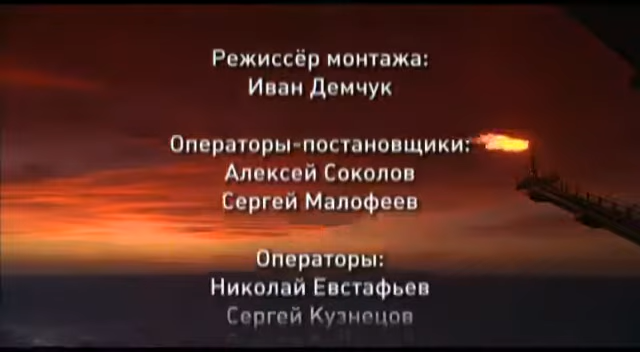 Режиссёр монтажа:
Иван Демчук
Операторы-постановщики:
Алексей Соколов
Сергей Малофеев
Операторы:
Николай Евстафьев
Сергей Кузнецов